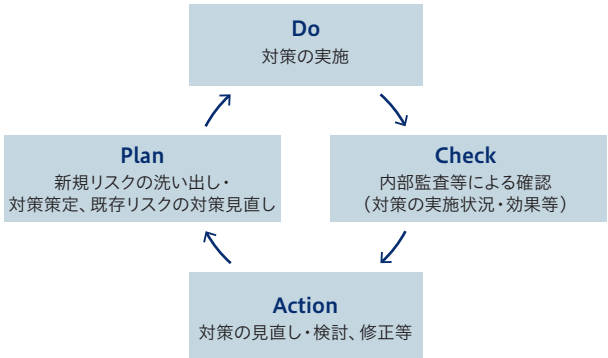 Do
対策の実施
Plan
新規リスクの洗い出し・
対策策定、既存リスクの対策見直し
Check
内部監査等による確認
（対策の実施状況・効果等）
Action
対策の見直し・検討、修正等